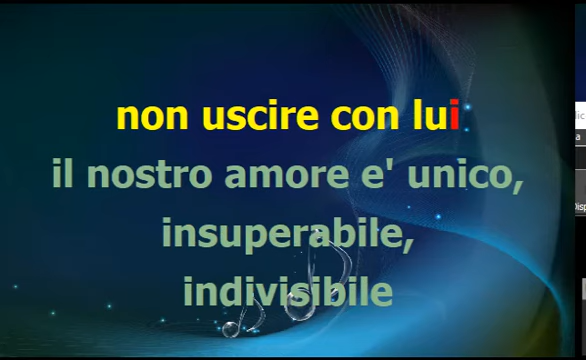 non uscire con lui
il nostro amore e' unico,
insuperabile,
indivisibile